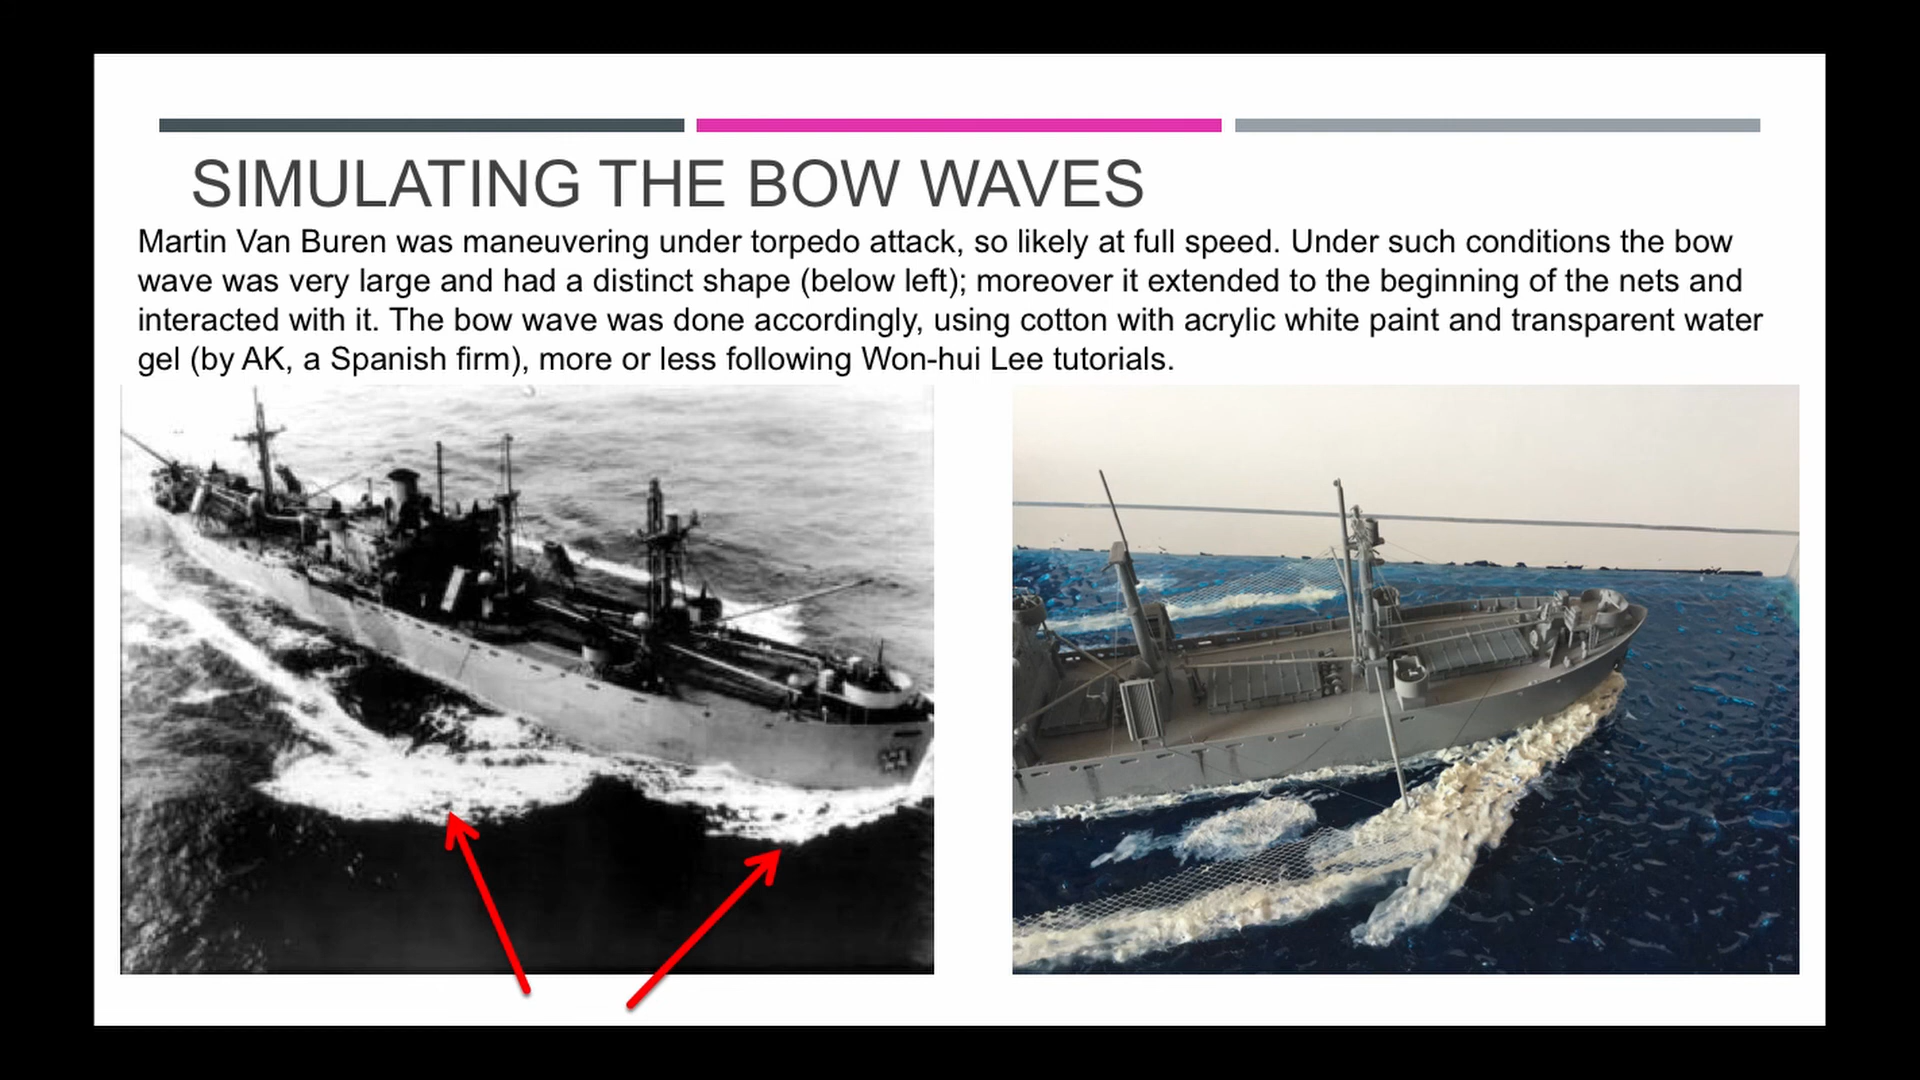 SIMULATING THE BOW WAVES
Martin Van Buren was maneuvering under torpedo attack, so likely at full speed. Under such conditions the bow
wave was very large and had a distinct shape (below left); moreover it extended to the beginning of the nets and
interacted with it. The bow wave was done accordingly, using cotton with acrylic white paint and transparent water
gel (by AK, a Spanish firm), more or less following Won-hui Lee tutorials.